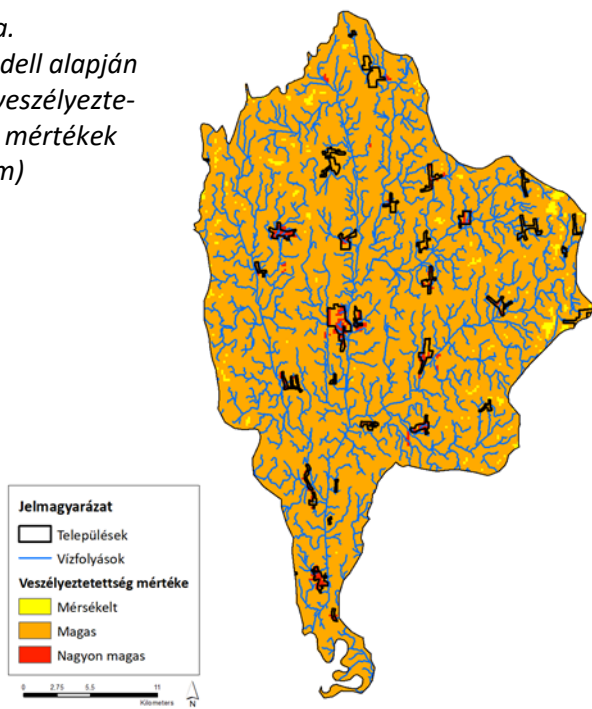 a.
dell alapján
veszélyezte-
mértékek
m)
Jelmagyarázat
Települések
Vízfolyások
Veszélyeztetettség mértéke
Mérsékelt
Magas
Nagyon magas
0 2.75 5.5 11
Kilometers
N